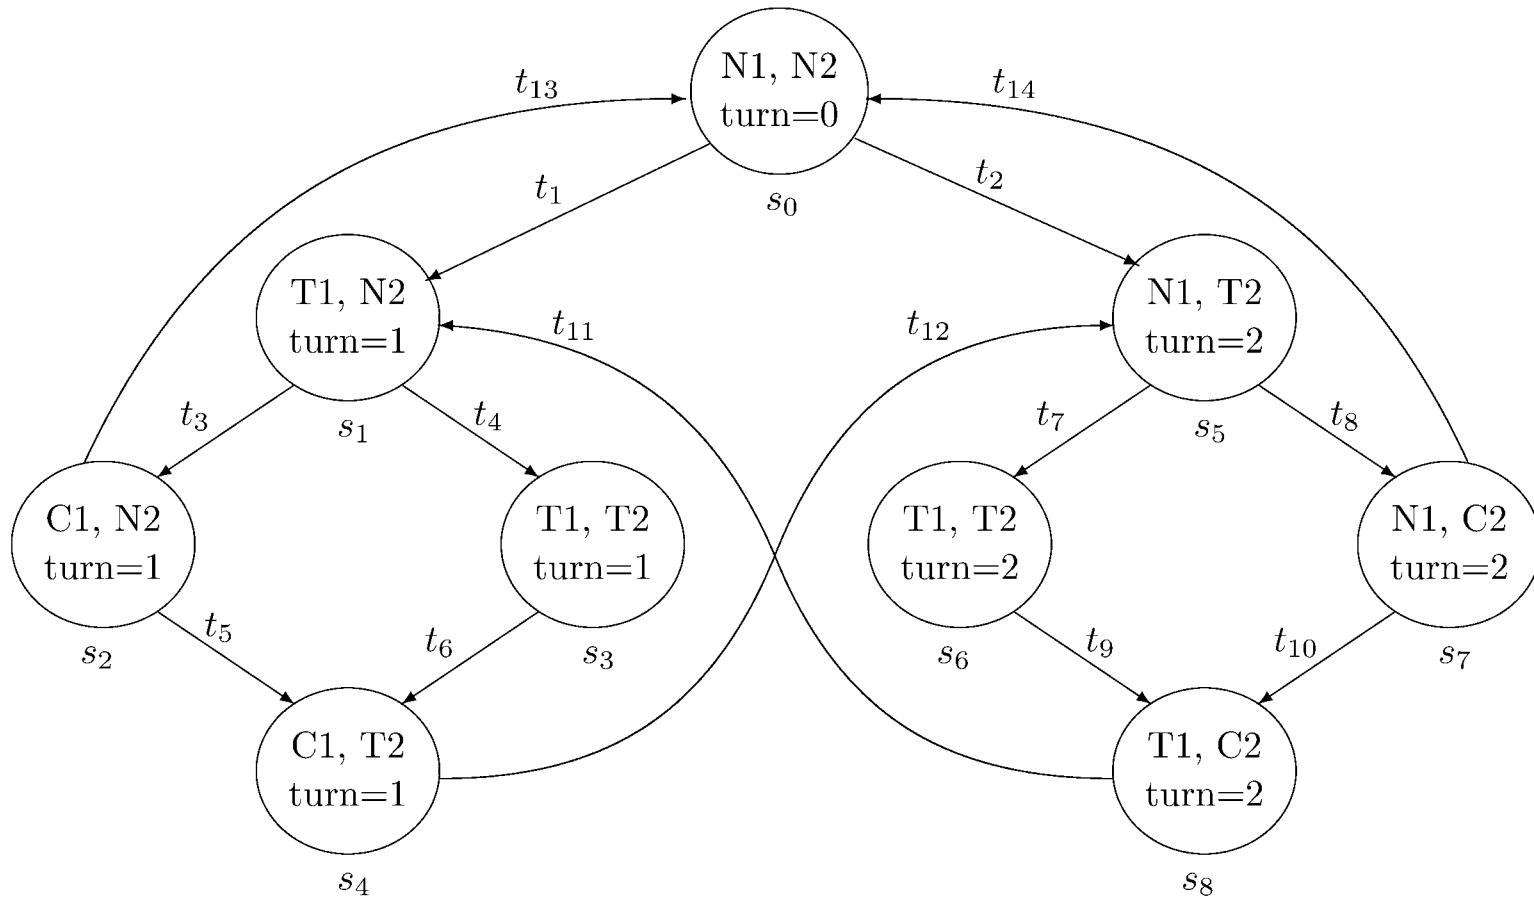 N1, N2
turn=0
s0
t13
t14
t1
t2
T1, N2
turn=1
s1
t11
t12
N1, T2
turn=2
s5
t3
t4
t7
t8
C1, N2
turn=1
s2
T1, T2
turn=1
s3
T1, T2
turn=2
s6
N1, C2
turn=2
s7
t5
t6
t9
t10
C1, T2
turn=1
s4
T1, C2
turn=2
s8